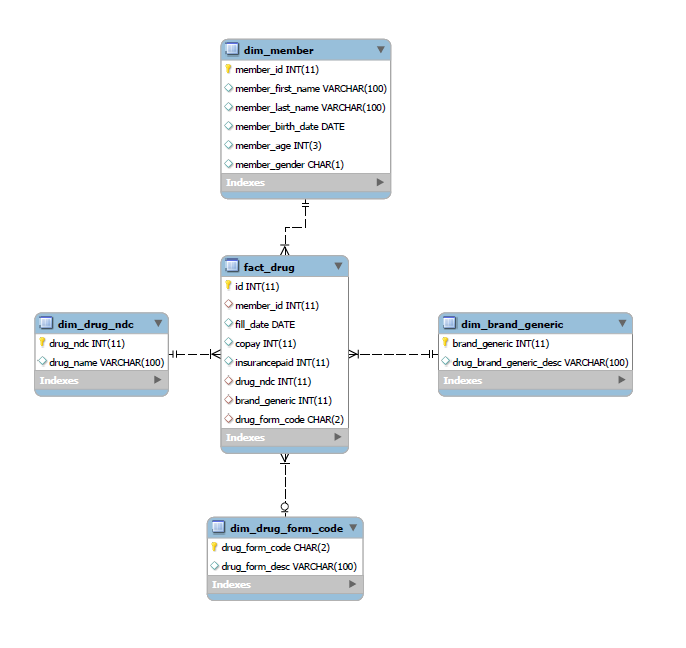 dim_member
member_id INT(11)
member_first_name VARCHAR(100)
member_last_name VARCHAR(100)
member_birth_date DATE
member_age INT(3)
member_gender CHAR(1)
Indexes
fact_drug
id INT(11)
member_id INT(11)
fill_date DATE
copay INT(11)
insurancepaid INT(11)
drug_ndc INT(11)
brand_generic INT(11)
drug_form_code CHAR(2)
Indexes
dim_drug_ndc
drug_ndc INT(11)
drug_name VARCHAR(100)
Indexes
dim_brand_generic
brand_generic INT(11)
drug_brand_generic_desc VARCHAR(100)
Indexes
dim_drug_form_code
drug_form_code CHAR(2)
drug_form_desc VARCHAR(100)
Indexes